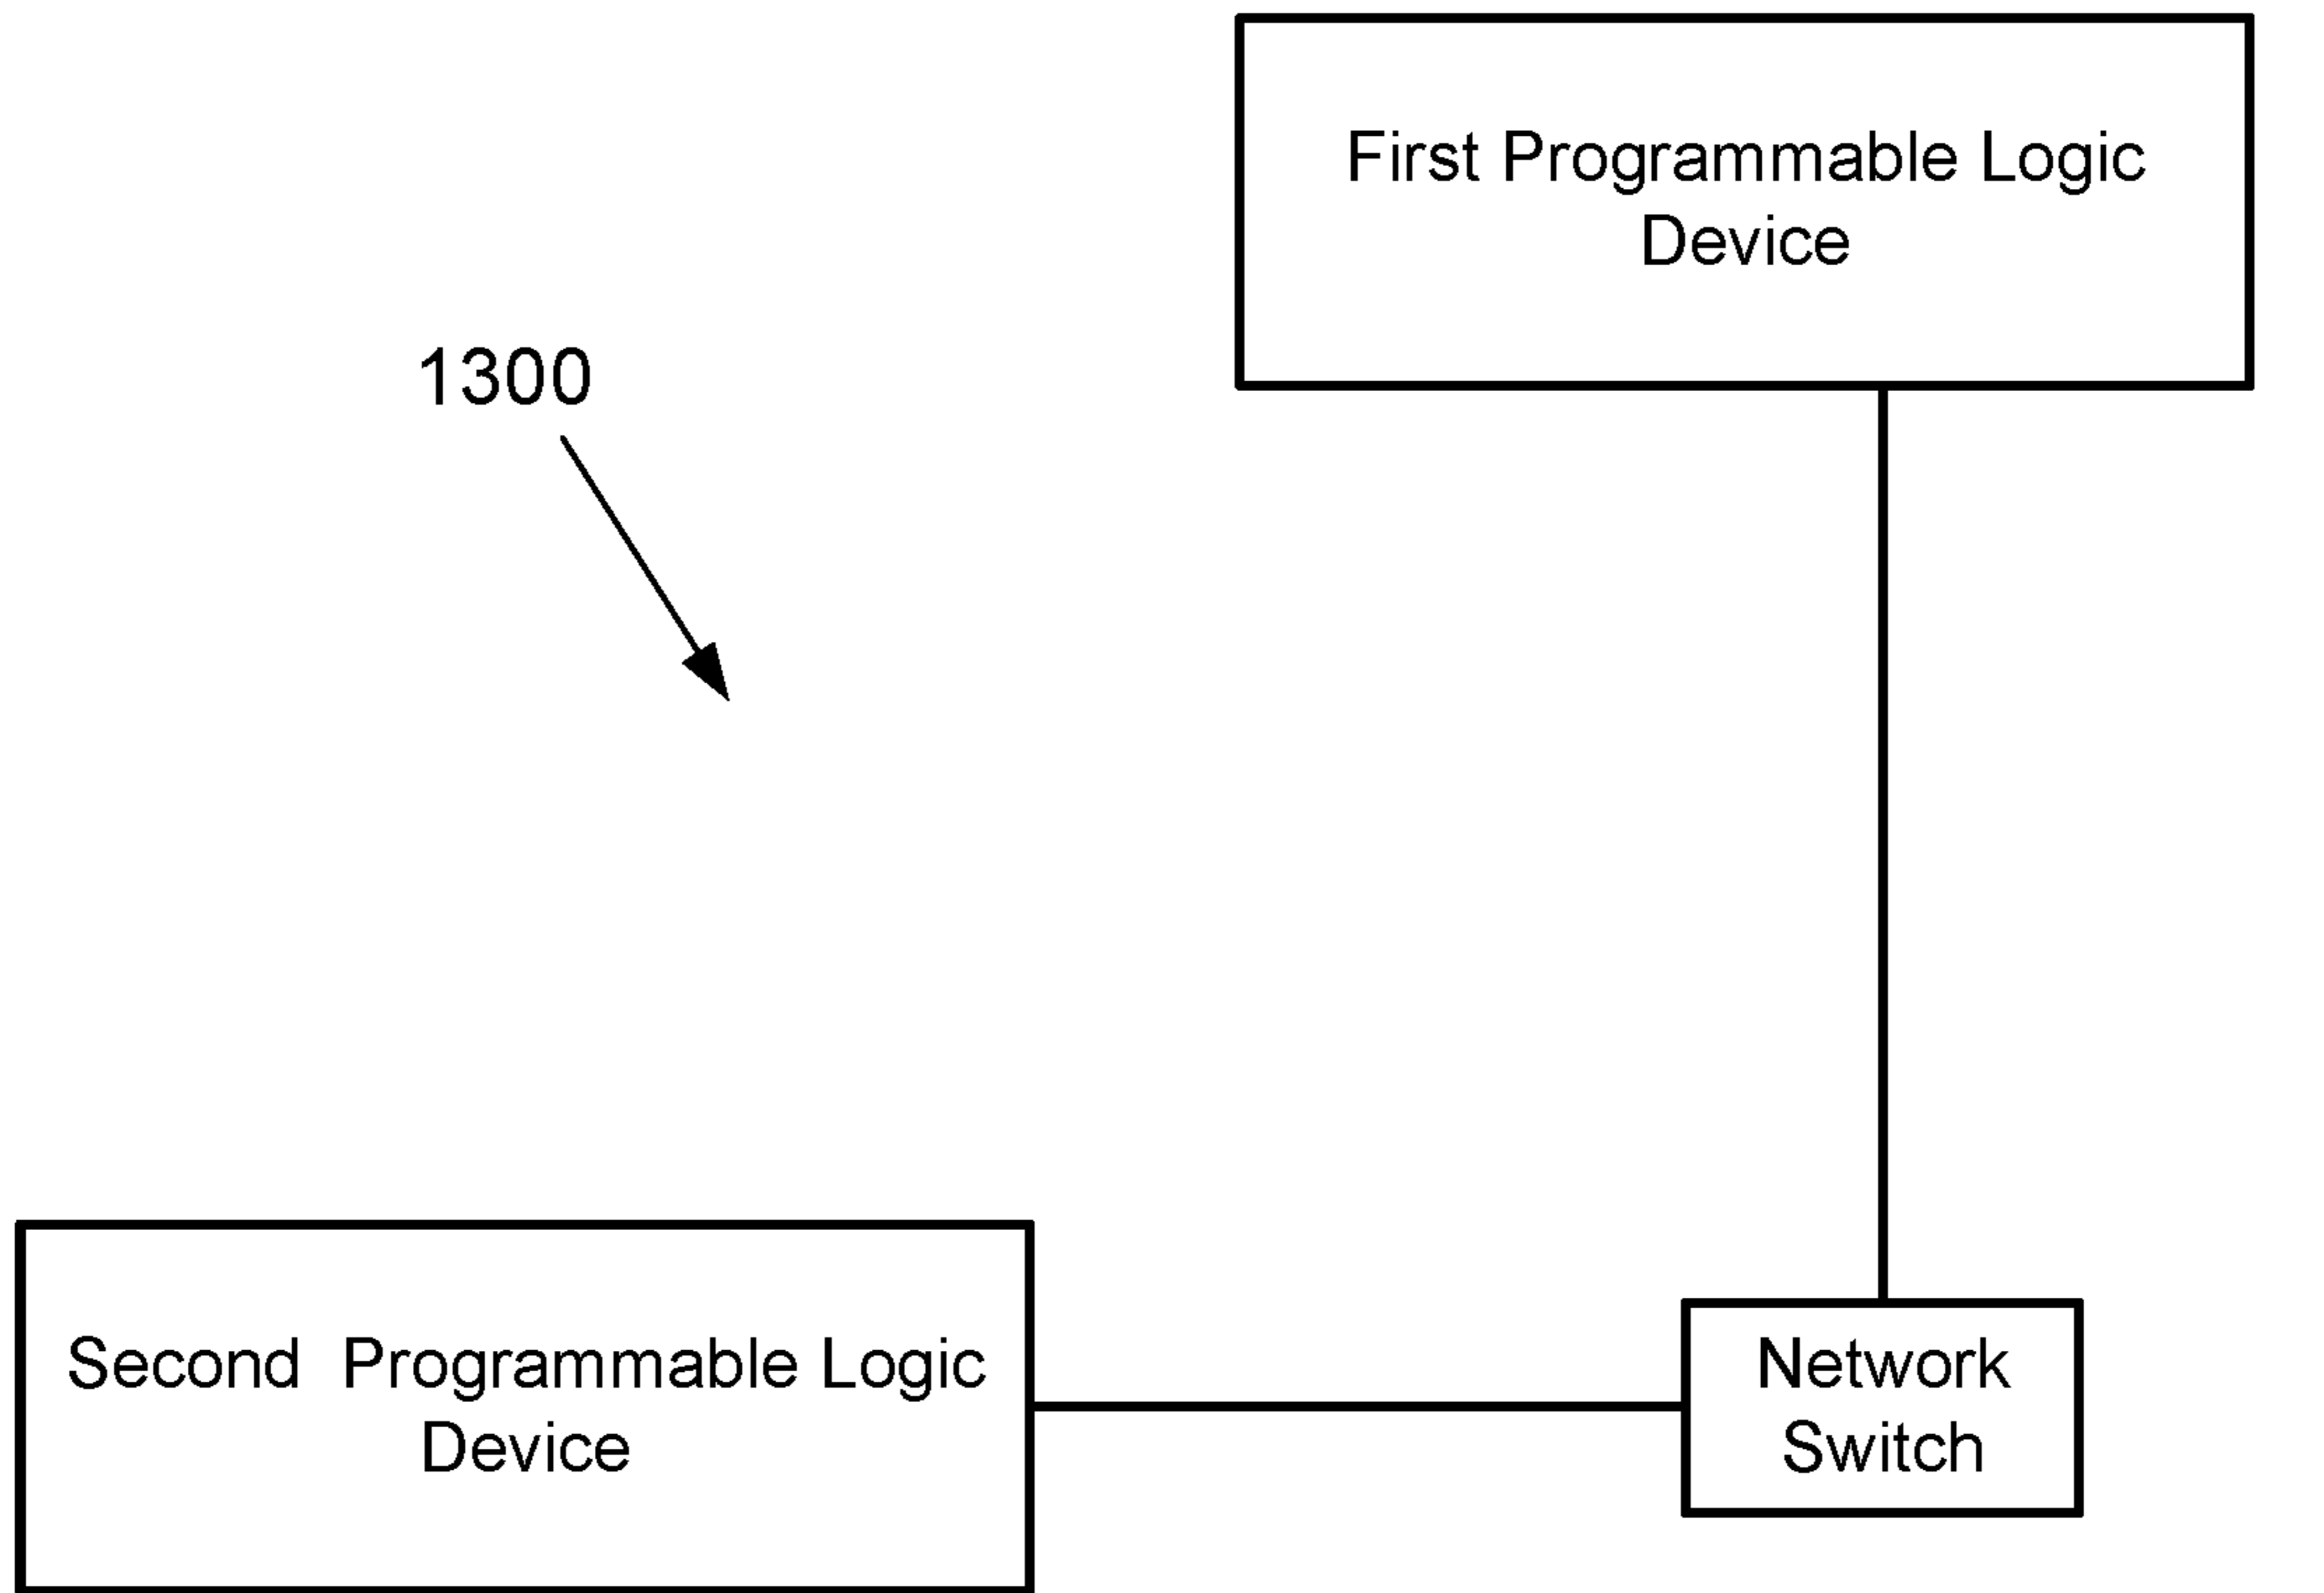 First Programmable Logic
Device
1300
Second Programmable Logic
Device
Network
Switch